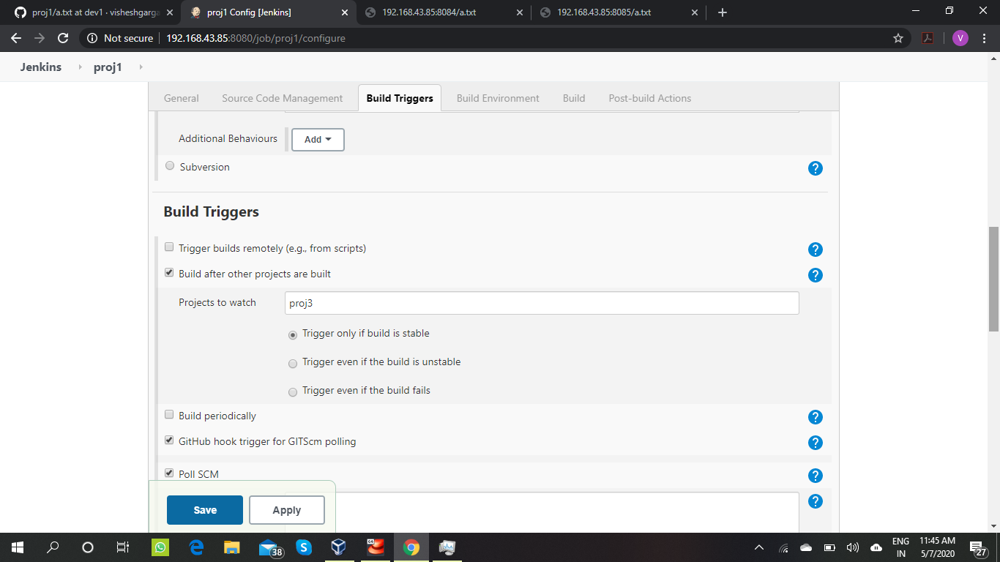 proj1/a.txt at dev1 · visheshgarga
proj1 Config [Jenkins]
192.168.43.85:8084/a.txt
192.168.43.85:8085/a.txt
Not secure
192.168.43.85:8080/job/proj1/configure
V
Jenkins
proj1
General
Source Code Management
Build Triggers
Build Environment
Build
Post-build Actions
Additional Behaviours
Add
Subversion
?
Build Triggers
Trigger builds remotely (e.g., from scripts)
?
Build after other projects are built
?
Projects to watch
proj3
Trigger only if build is stable
Trigger even if the build is unstable
Trigger even if the build fails
Build periodically
?
GitHub hook trigger for GITScm polling
?
Poll SCM
?
?
Save
Apply
38
64
ENG
IN
11:45 AM
5/7/2020
27